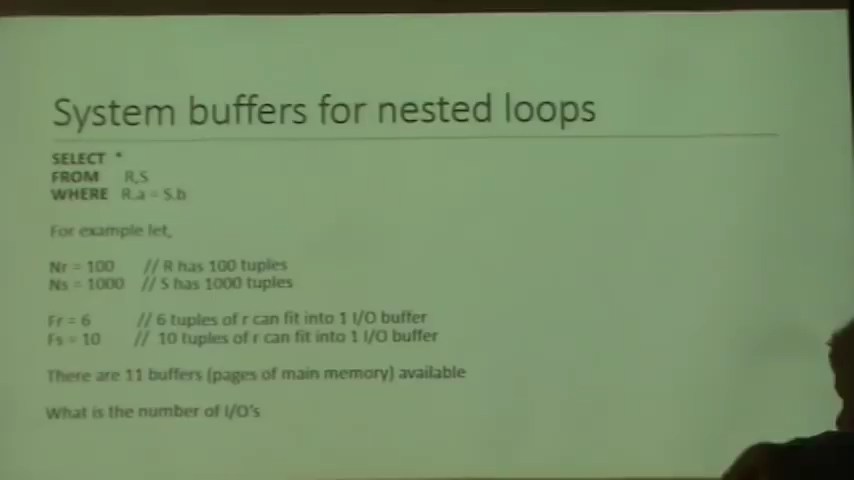 System buffers for nested loops
SELECT *
FROM R,S
WHERE R.a = S.b
For example let,
Nr = 100 // R has 100 tuples
Ns = 1000 // S has 1000 tuples
Fr = 6 // 6 tuples of r can fit into 1 I/O buffer
Fs = 10 // 10 tuples of r can fit into 1 I/O buffer
There are 11 buffers (pages of main memory) available
What is the number of I/O's